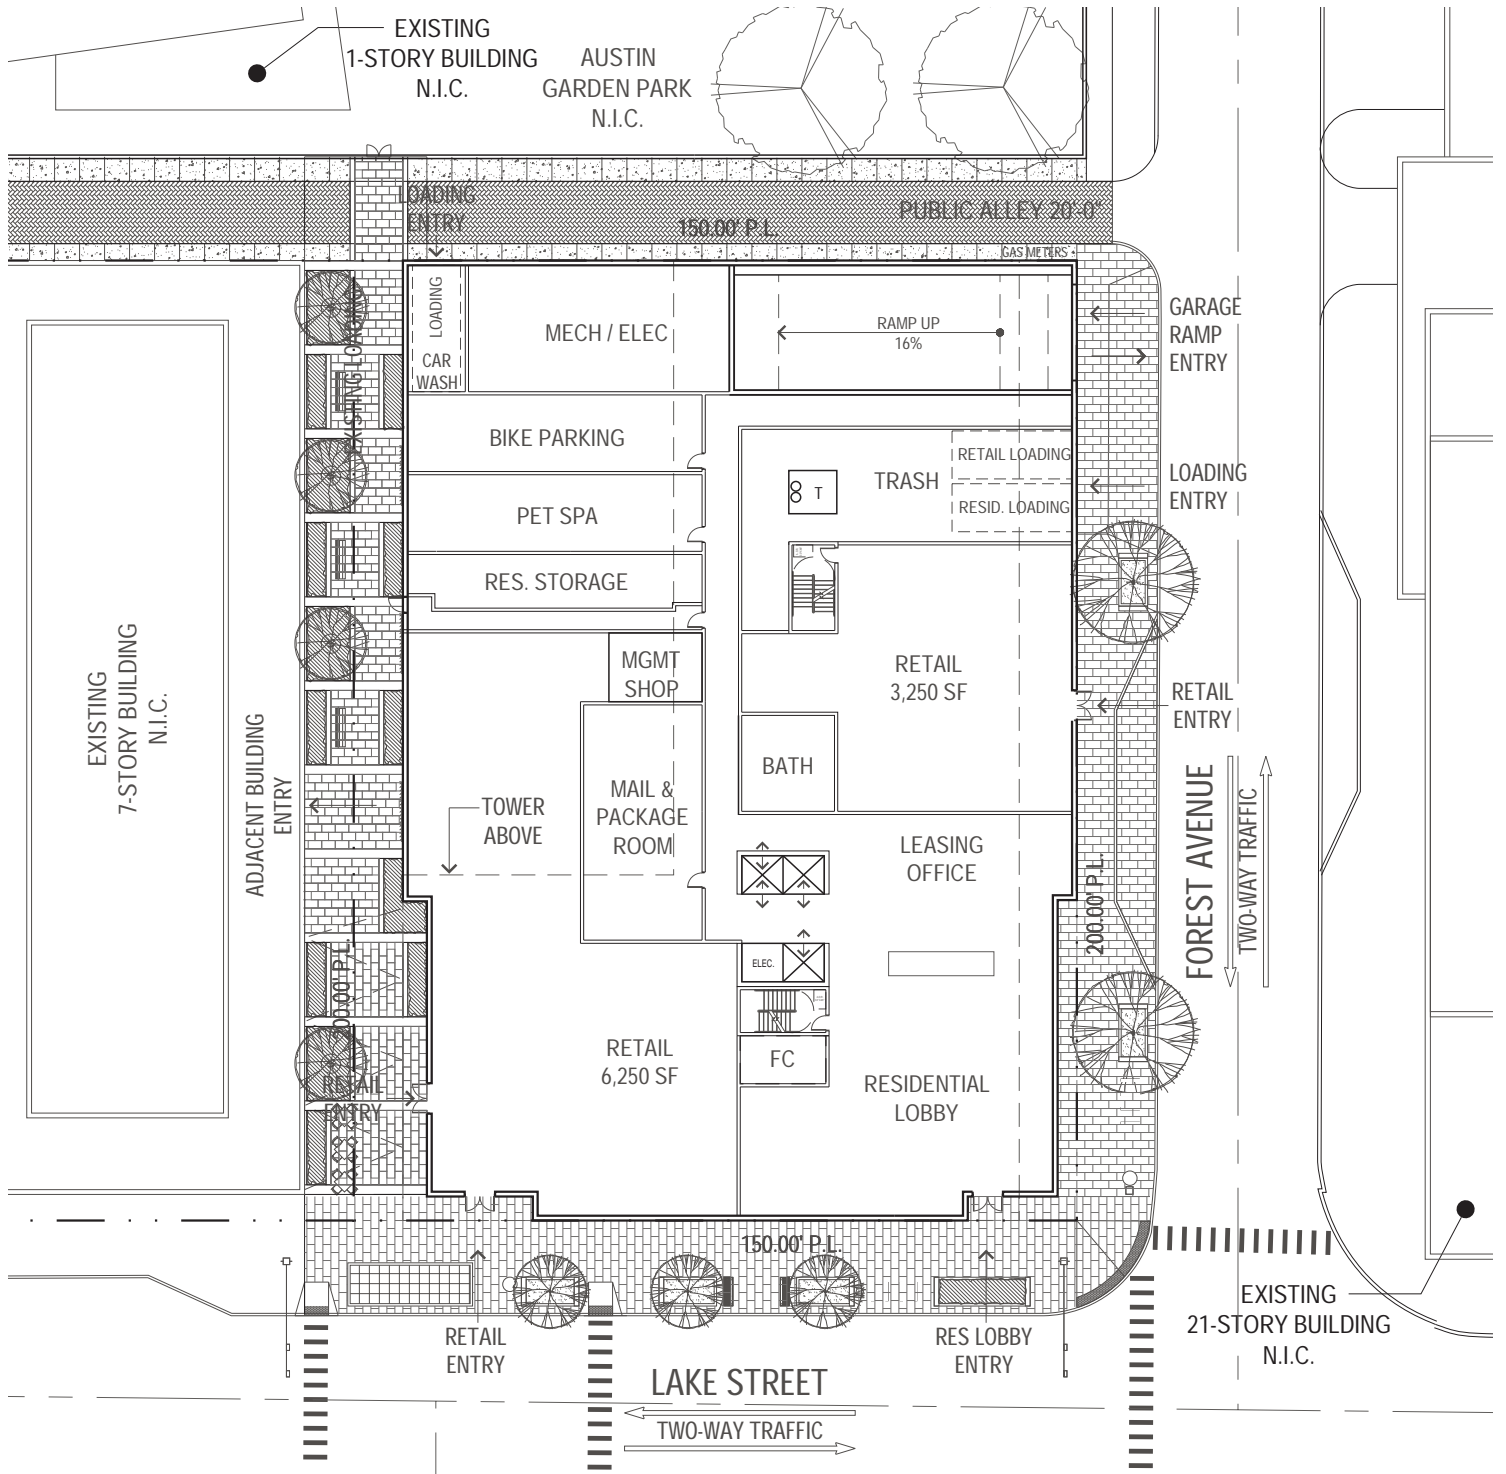 EXISTING
1-STORY BUILDING
N.I.C.
AUSTIN
GARDEN PARK
N.I.C.
LOADING
ENTRY
PUBLIC ALLEY 20'-0"
150.00' P.L.
GAS METERS
LOADING
CAR
WASH
MECH / ELEC
RAMP UP
16%
GARAGE
RAMP
ENTRY
EXISTING LOADING
BIKE PARKING
RETAIL LOADING
TRASH
T
RESID. LOADING
LOADING
ENTRY
PET SPA
RES. STORAGE
EXISTING
7-STORY BUILDING
N.I.C.
MGMT
SHOP
RETAIL
3,250 SF
RETAIL
ENTRY
ADJACENT BUILDING
ENTRY
BATH
MAIL &
PACKAGE
ROOM
TOWER
ABOVE
LEASING
OFFICE
200.00' P.L.
FOREST AVENUE
TWO-WAY TRAFFIC
200.00' P.L.
ELEC.
RETAIL
6,250 SF
FC
RESIDENTIAL
LOBBY
RETAIL
ENTRY
150.00' P.L.
EXISTING
21-STORY BUILDING
N.I.C.
RETAIL
ENTRY
RES LOBBY
ENTRY
LAKE STREET
TWO-WAY TRAFFIC